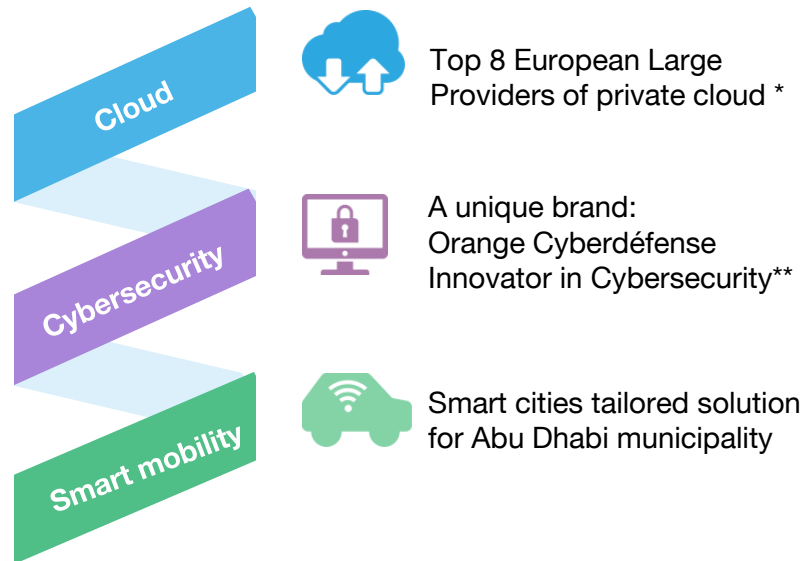 Cloud
Top 8 European Large
Providers of private cloud *
Cybersecurity
A unique brand:
Orange Cyberdéfense
Innovator in Cybersecurity**
Smart mobility
Smart cities tailored solution
for Abu Dhabi municipality